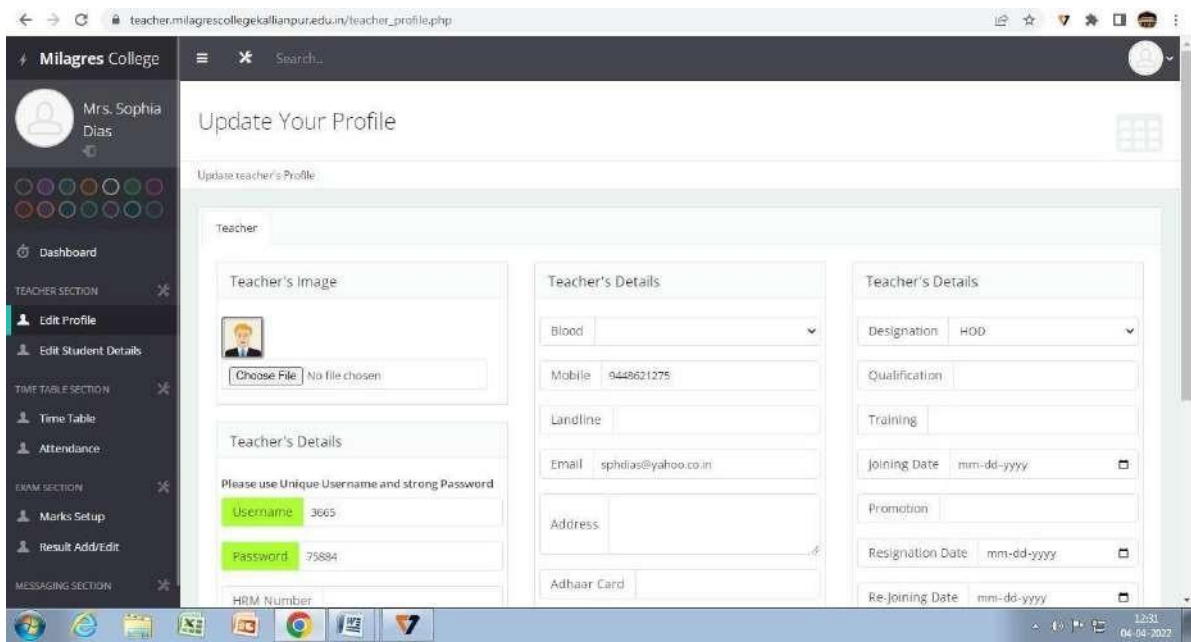 teacher.milagrescollegekallianpur.edu.in/teacher_profile.php
Milagres College
Search..
Mrs. Sophia
Dias
Update Your Profile
Update teacher's Profile
Dashboard
TEACHER SECTION
Edit Profile
Edit Student Details
TIME TABLE SECTION
Time Table
Attendance
EXAM SECTION
Marks Setup
Result Add/Edit
MESSAGING SECTION
Teacher
Teacher's Image
Choose File No file chosen
Teacher's Details
Please use Unique Username and strong Password
Username 3665
Password 75884
HRM Number
Teacher's Details
Blood
Mobile 9448621275
Landline
Email sphdias@yahoo.co.in
Address
Adhaar Card
Teacher's Details
Designation HOD
Qualification
Training
Joining Date mm-dd-yyyy
Promotion
Resignation Date mm-dd-yyyy
Re-Joining Date mm-dd-yyyy
12:31
04-04-2022